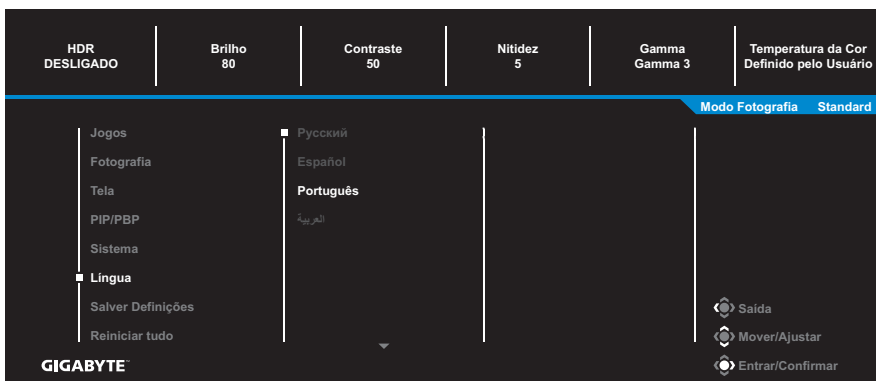 HDR
DESLIGADO
Brilho
80
Contraste
50
Nitidez
5
Gamma
Gamma 3
Temperatura da Cor
Definido pelo Usuário
Modo Fotografia Standard
Jogos
Fotografia
Tela
PIP/PBP
Sistema
Língua
Salver Definições
Reiniciar tudo
Русский
Español
Português
العربية
Saída
Mover/Ajustar
Entrar/Confirmar
GIGABYTE™